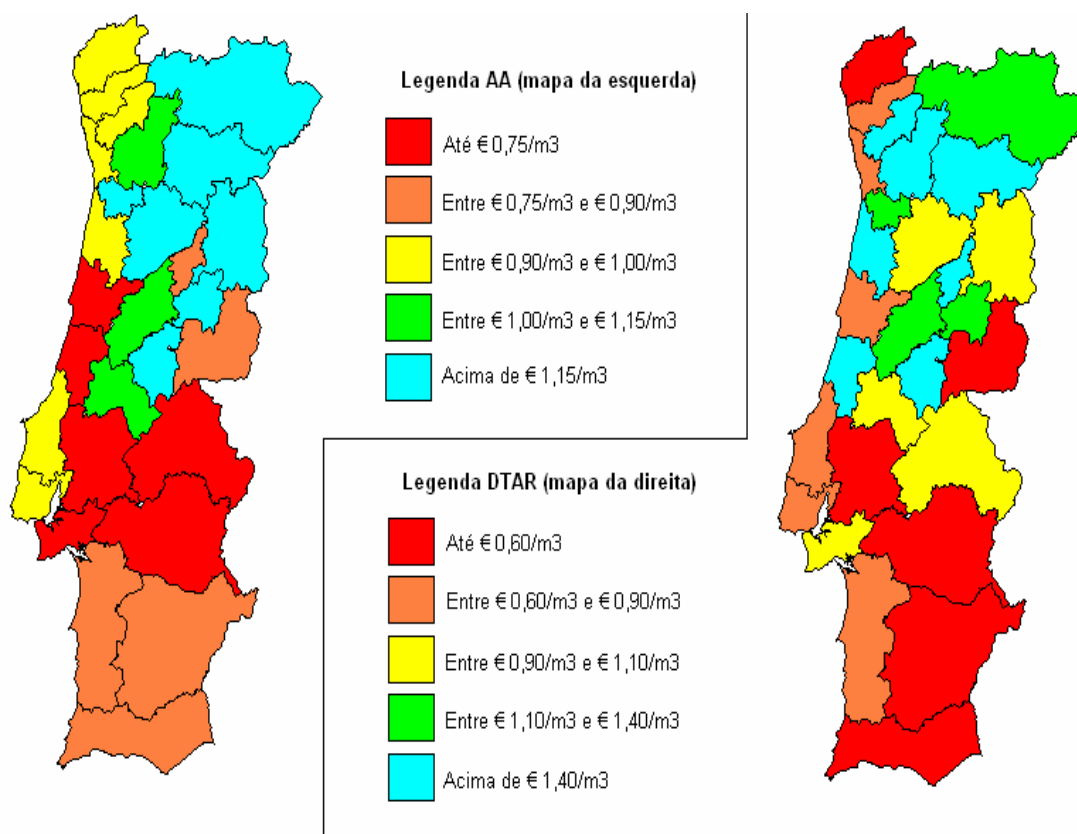 Legenda AA (mapa da esquerda)
Até € 0,75/m3
Entre € 0,75/m3 e € 0,90/m3
Entre € 0,90/m3 e € 1,00/m3
Entre € 1,00/m3 e € 1,15/m3
Acima de € 1,15/m3
Legenda DTAR (mapa da direita)
Até € 0,60/m3
Entre € 0,60/m3 e € 0,90/m3
Entre € 0,90/m3 e € 1,10/m3
Entre € 1,10/m3 e € 1,40/m3
Acima de € 1,40/m3